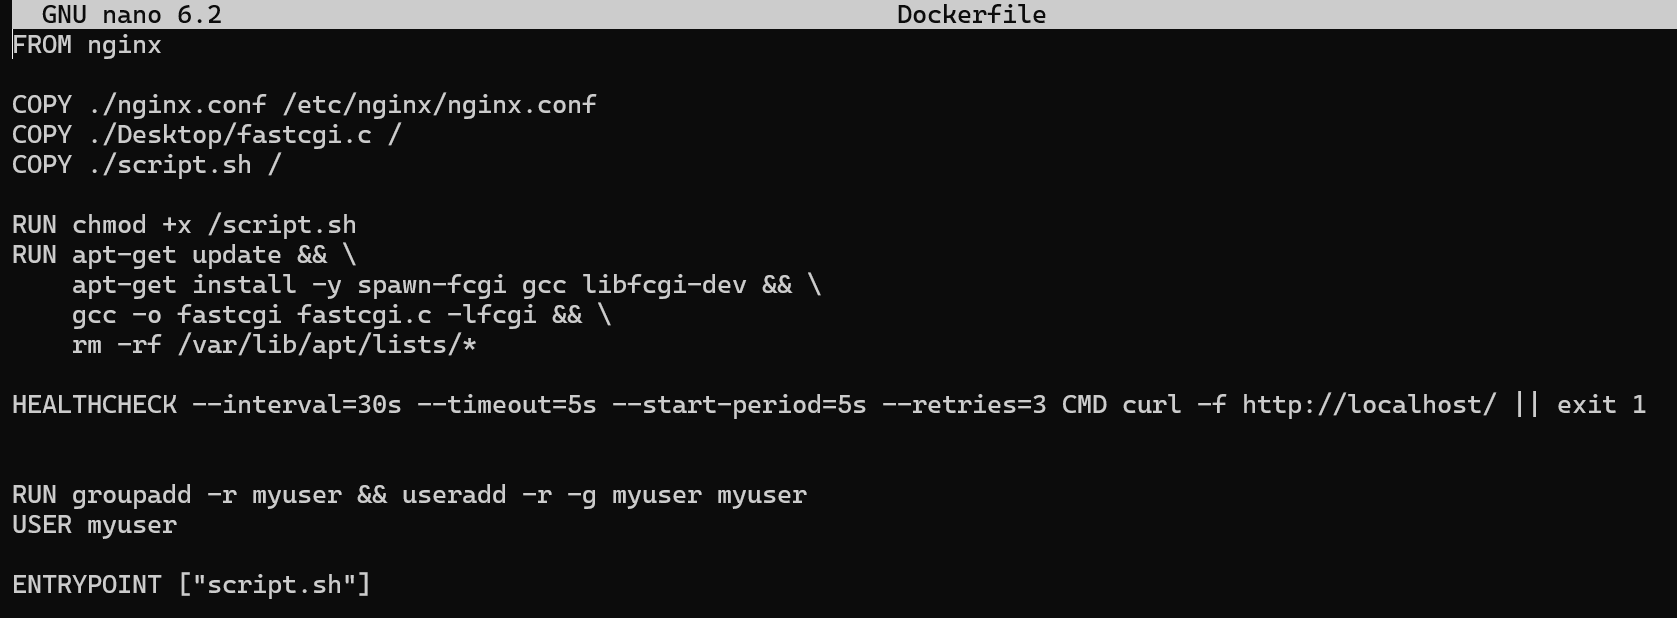 GNU nano 6.2 Dockerfile
FROM nginx
COPY ./nginx.conf /etc/nginx/nginx.conf
COPY ./Desktop/fastcgi.c /
COPY ./script.sh /
RUN chmod +x /script.sh
RUN apt-get update && \
    apt-get install -y spawn-fcgi gcc libfcgi-dev && \
    gcc -o fastcgi fastcgi.c -lfcgi && \
    rm -rf /var/lib/apt/lists/*
HEALTHCHECK --interval=30s --timeout=5s --start-period=5s --retries=3 CMD curl -f http://localhost/ || exit 1
RUN groupadd -r myuser && useradd -r -g myuser myuser
USER myuser
ENTRYPOINT ["script.sh"]